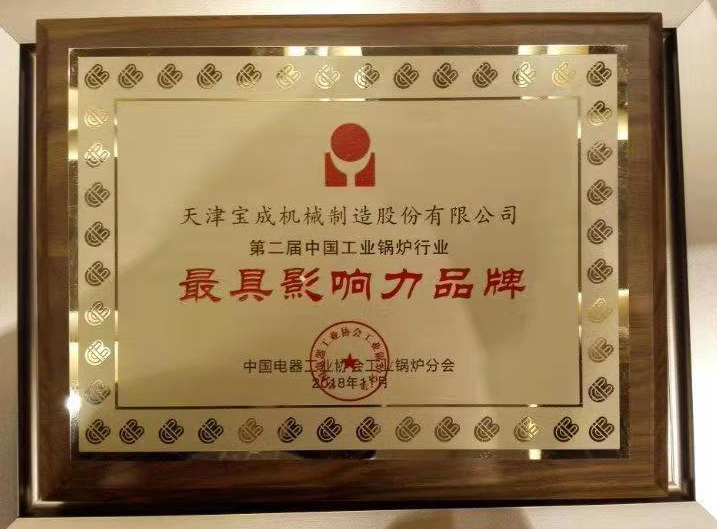 天津宝成机械制造股份有限公司
第二届中国工业锅炉行业
最具影响力品牌
中国电器工业协会工业锅炉分会
2018年 月